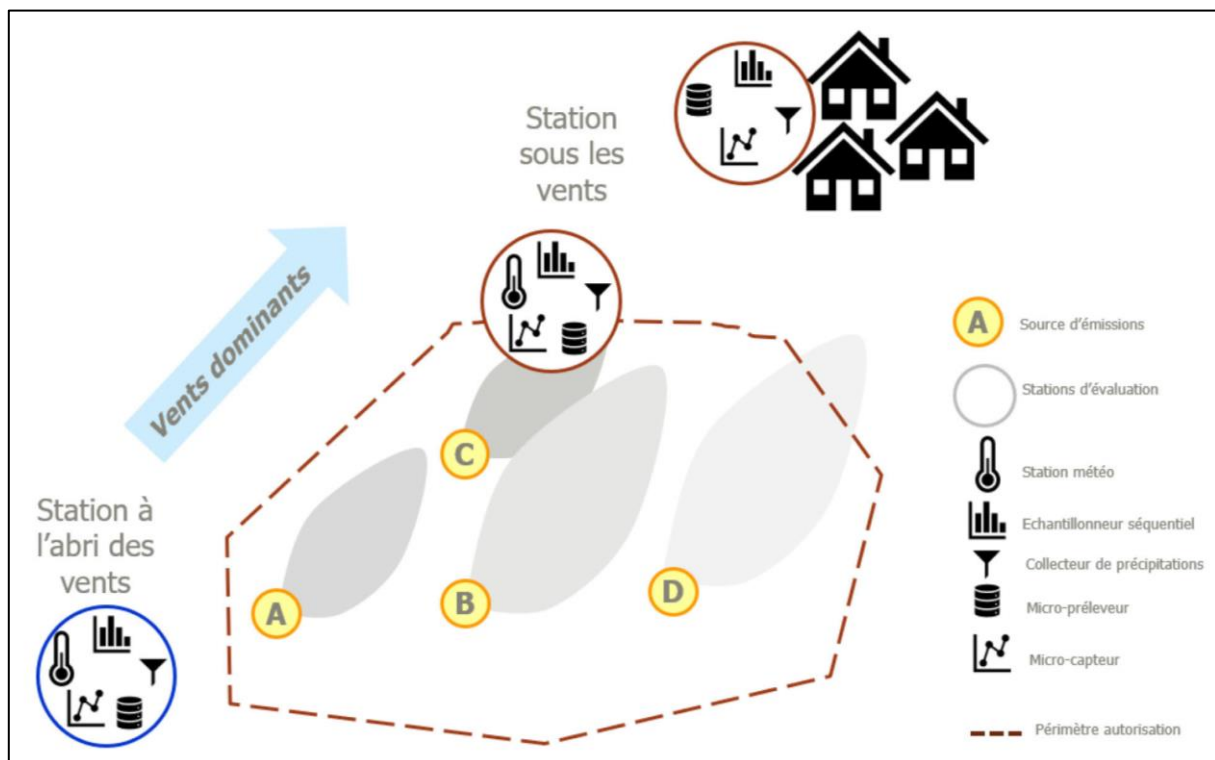 Station
sous les
vents
Vents dominants
C
A
B
D
Station à
l'abri des
vents
A
Source d'émissions
Stations d'évaluation
Station météo
Echantillonneur séquentiel
Collecteur de précipitations
Micro-préleveur
Micro-capteur
Périmètre autorisation